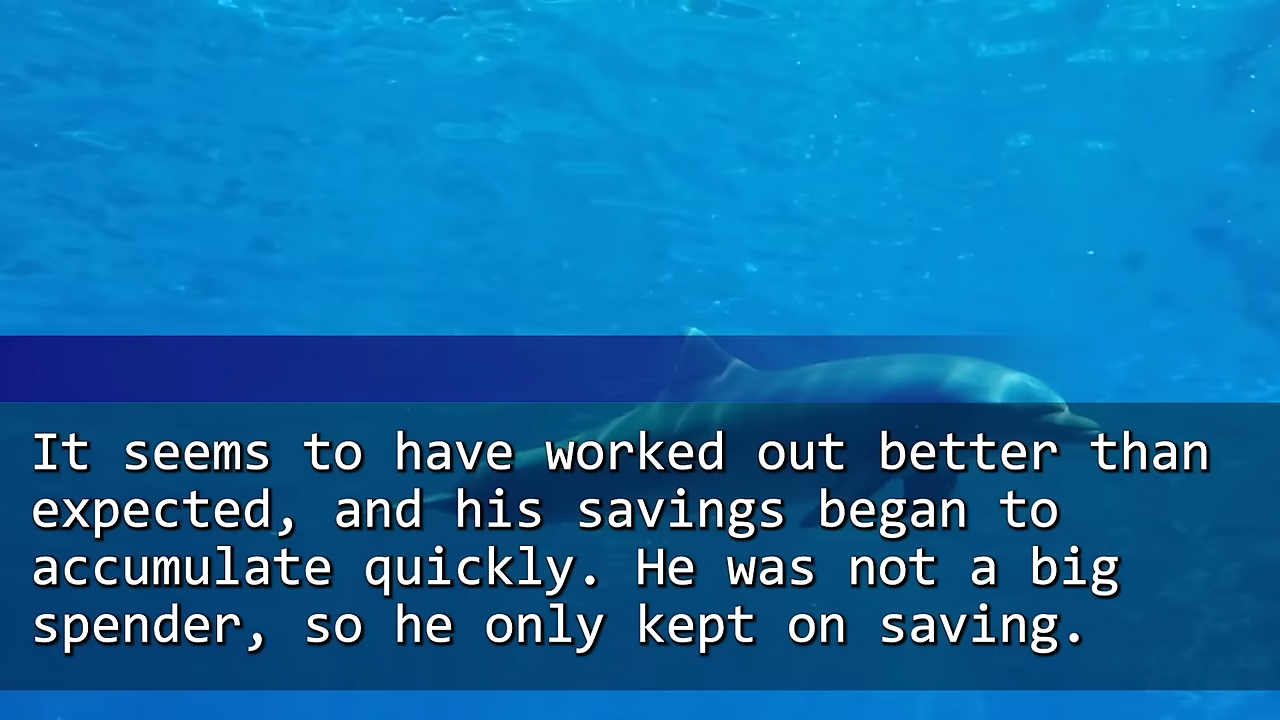 It seems to have worked out better than
expected, and his savings began to
accumulate quickly. He was not a big
spender, so he only kept on saving.